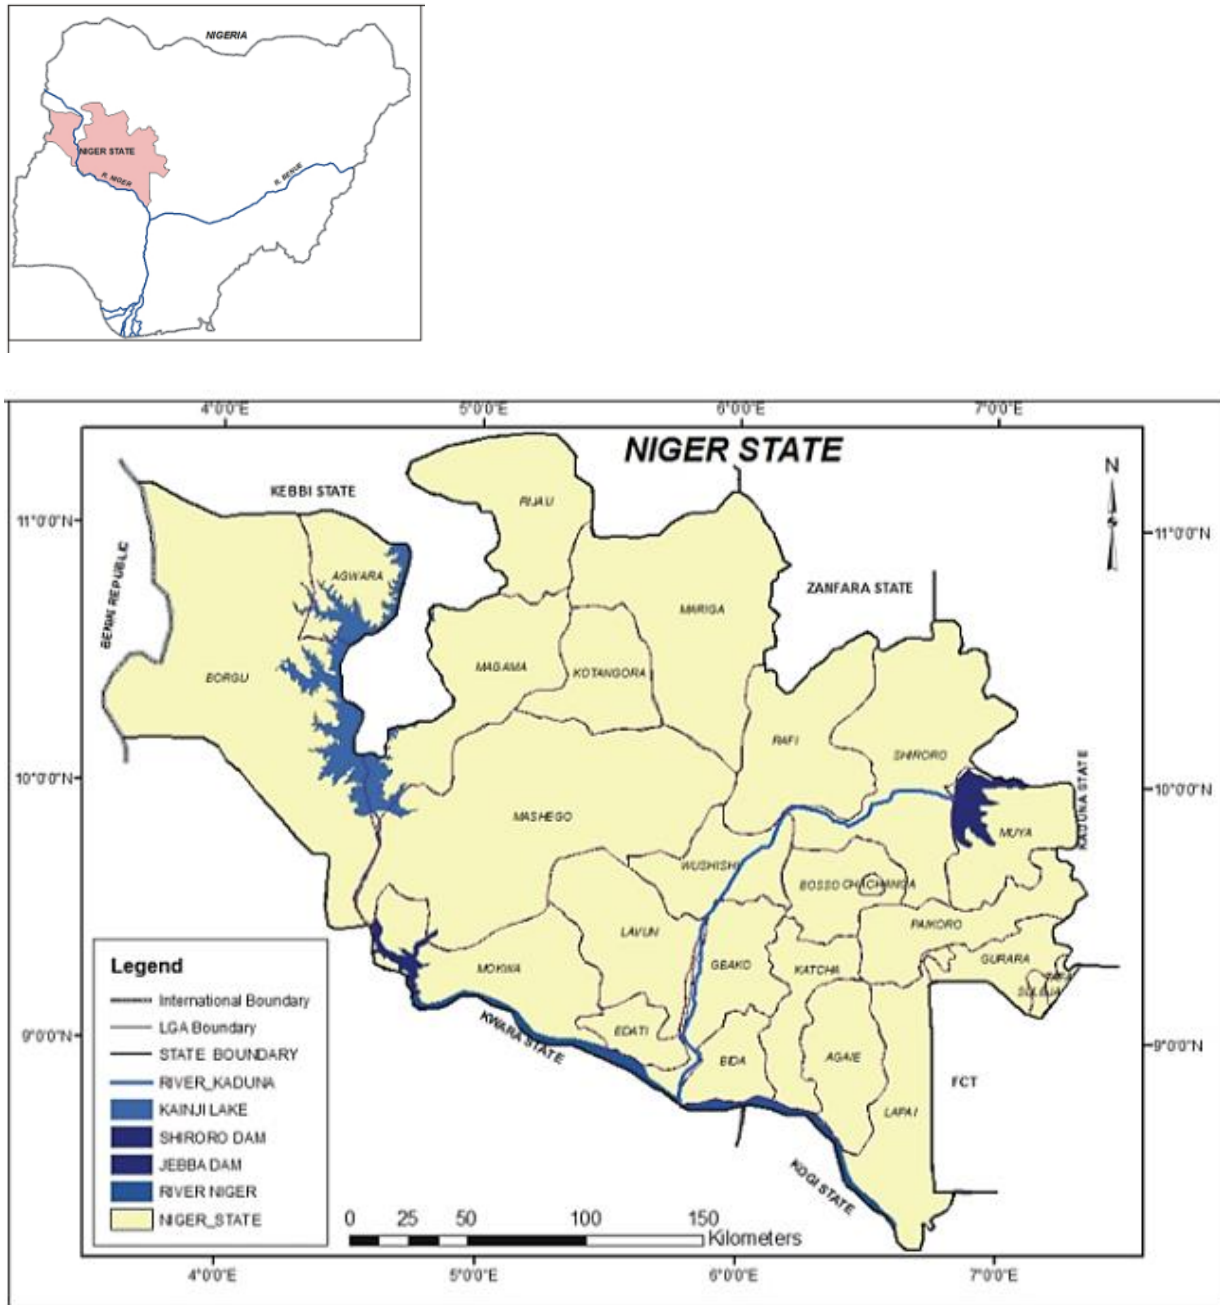 NIGERIA
NIGER STATE
R. NIGER
R. BENUE
4°0'0"E
5°0'0"E
6°0'0"E
7°0'0"E
NIGER STATE
N
KEBBI STATE
RIJAU
11°0'0"N
11°0'0"N
BENIN REPUBLIC
AGWARA
ZANFARA STATE
MARIGA
BORGU
MAGAMA
KOTANGORA
RAFI
SHIRORO
10°0'0"N
10°0'0"N
KADUNA STATE
MASHEGO
MUYA
WUSHISHI
BOSSO
CHACHANGA
LAVUN
PAIKORO
GBAKO
KATCHA
GURARA
MOKWA
SULEJA
KWARA STATE
EDATI
9°0'0"N
9°0'0"N
BIDA
AGAIE
FCT
LAPAI
KOGI STATE
Legend
International Boundary
LGA Boundary
STATE BOUNDARY
RIVER_KADUNA
KAINJI LAKE
SHIRORO DAM
JEBBA DAM
RIVER NIGER
NIGER_STATE
0 25 50 100 150
Kilometers
4°0'0"E
5°0'0"E
6°0'0"E
7°0'0"E